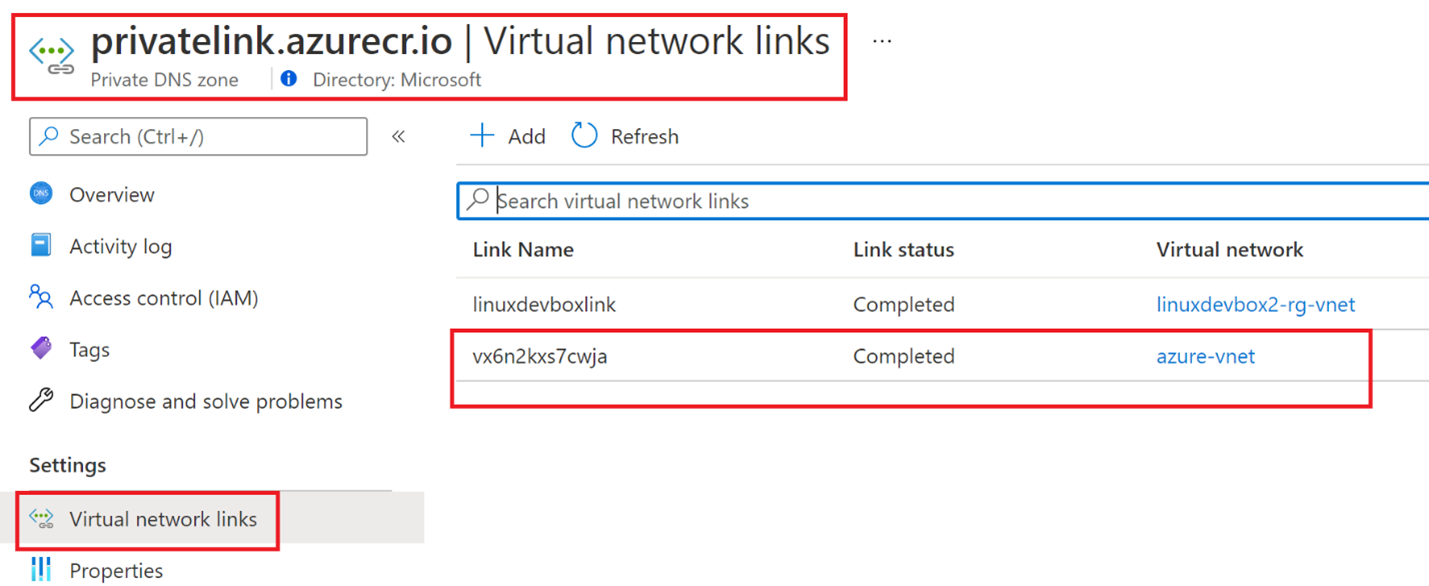 privatelink.azurecr.io | Virtual network links ...
Private DNS zone Directory: Microsoft
Search (Ctrl+/) «
Add Refresh
DNS Overview
Search virtual network links
Activity log
Link Name Link status Virtual network
Access control (IAM)
linuxdevboxlink Completed linuxdevbox2-rg-vnet
Tags
vx6n2kxs7cwja Completed azure-vnet
Diagnose and solve problems
Settings
Virtual network links
Properties